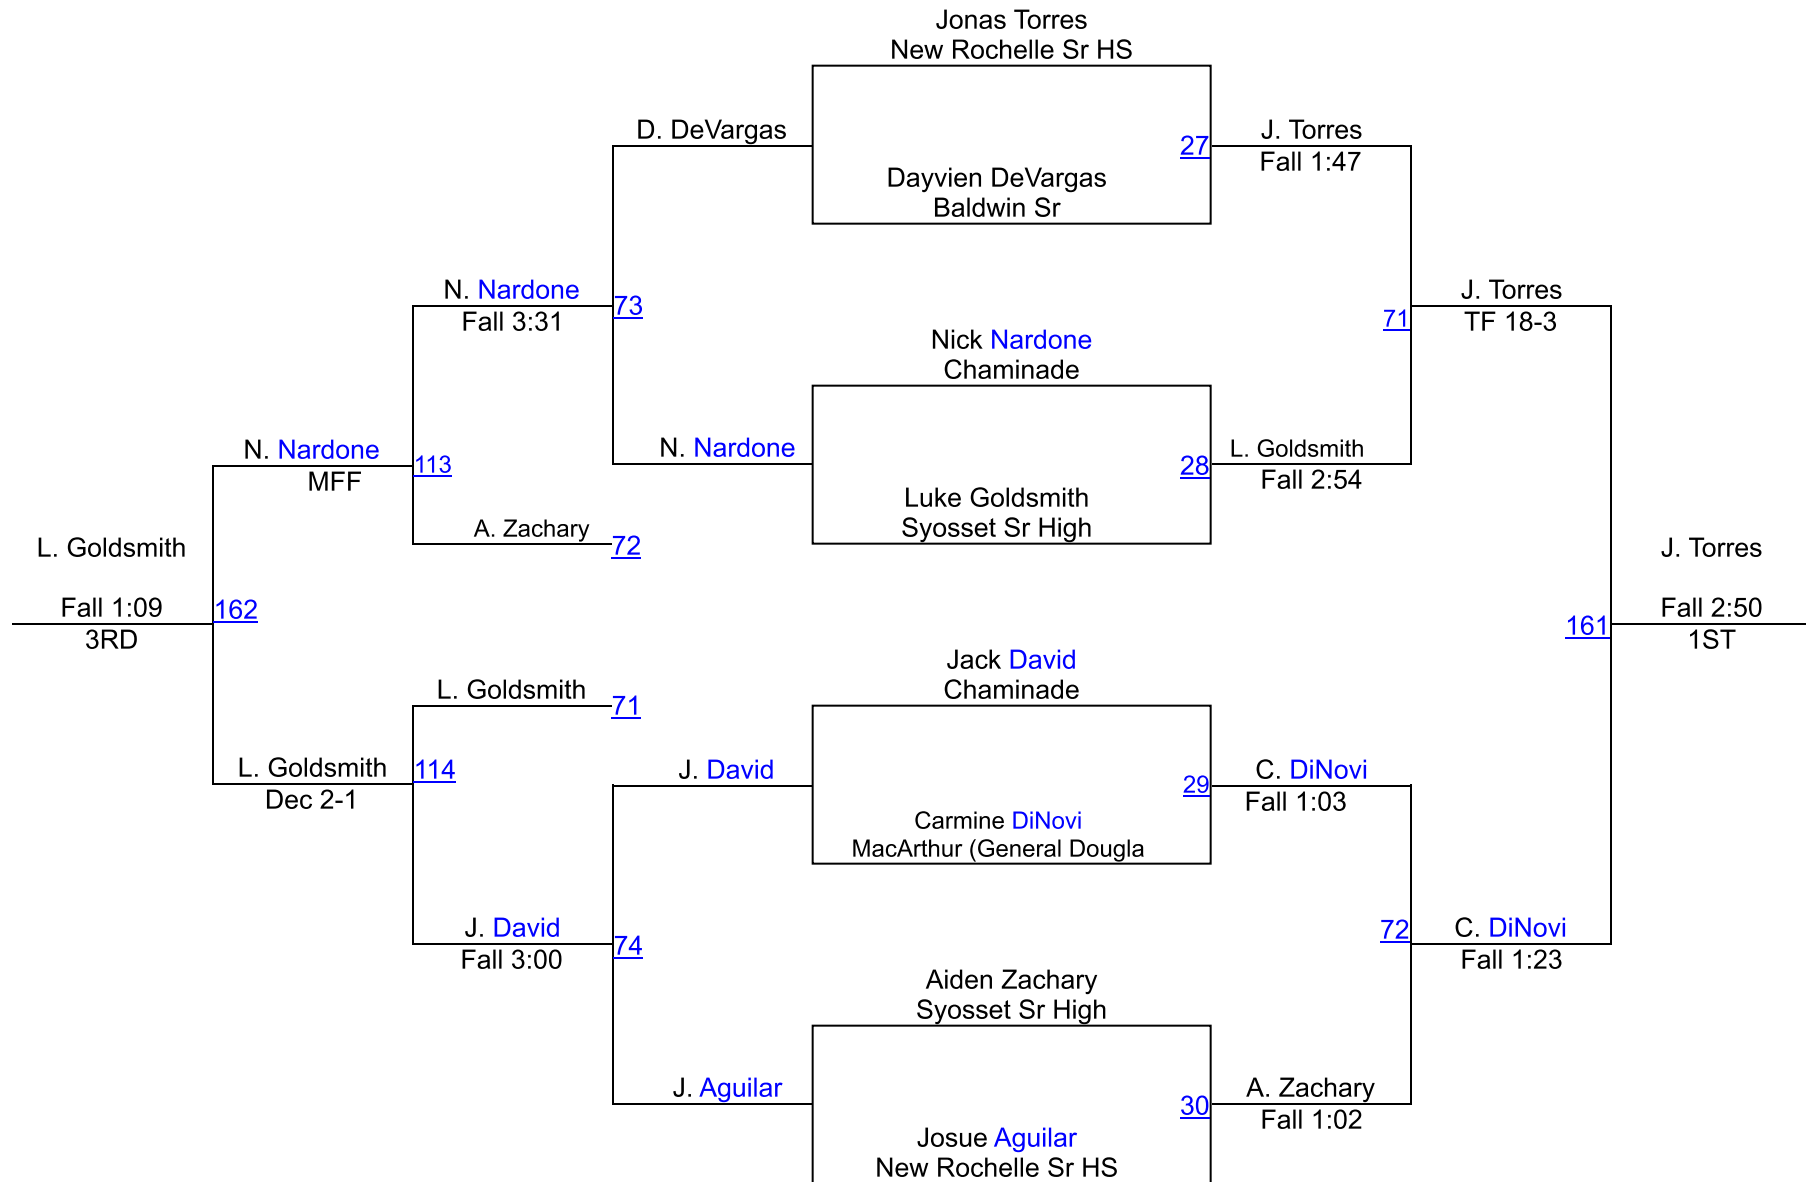 Jonas Torres
New Rochelle Sr HS
D. DeVargas
27
J. Torres
Fall 1:47
Dayvien DeVargas
Baldwin Sr
N. Nardone
Fall 3:31
73
J. Torres
TF 18-3
71
Nick Nardone
Chaminade
N. Nardone
MFF
113
N. Nardone
28
L. Goldsmith
Fall 2:54
Luke Goldsmith
Syosset Sr High
A. Zachary
72
L. Goldsmith
Fall 1:09
3RD
162
J. Torres
Fall 2:50
1ST
161
Jack David
Chaminade
L. Goldsmith
71
L. Goldsmith
Dec 2-1
114
J. David
29
C. DiNovi
Fall 1:03
Carmine DiNovi
MacArthur (General Dougla
J. David
Fall 3:00
74
72
C. DiNovi
Fall 1:23
Aiden Zachary
Syosset Sr High
J. Aguilar
30
A. Zachary
Fall 1:02
Josue Aguilar
New Rochelle Sr HS